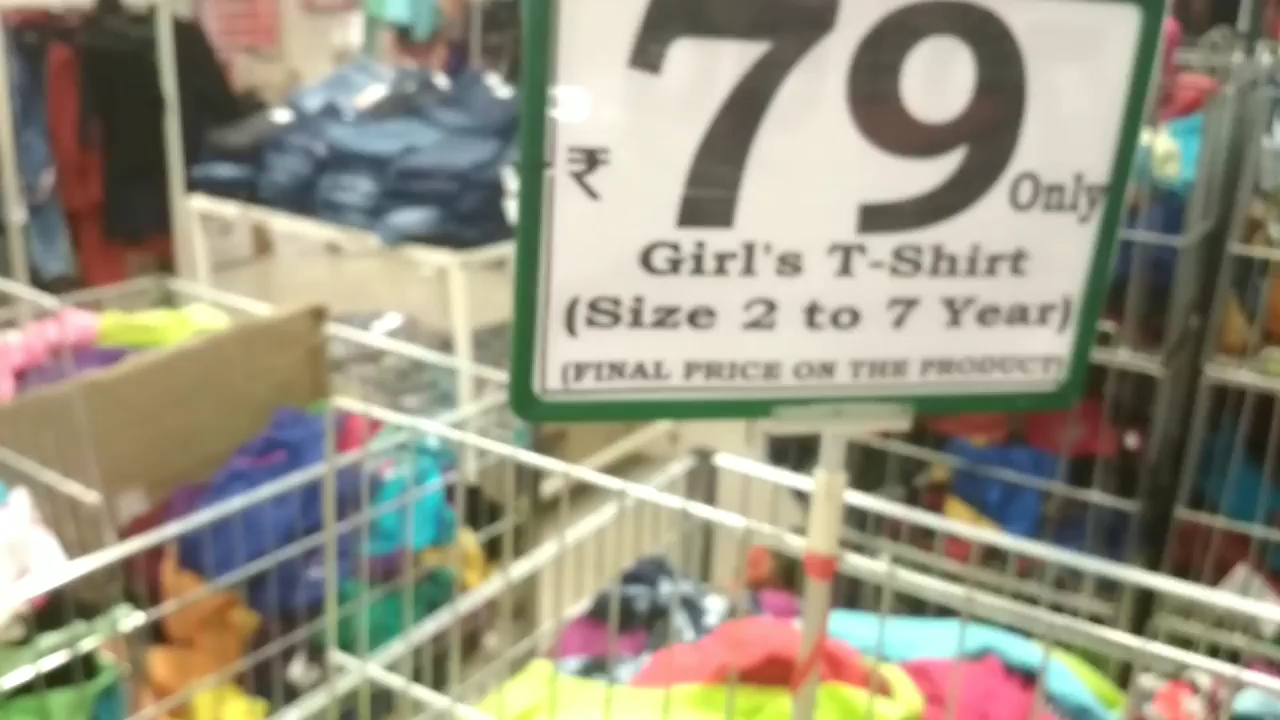 ₹ 79 Only
Girl's T-Shirt
(Size 2 to 7 Year)
(FINAL PRICE ON THE PRODUCT)